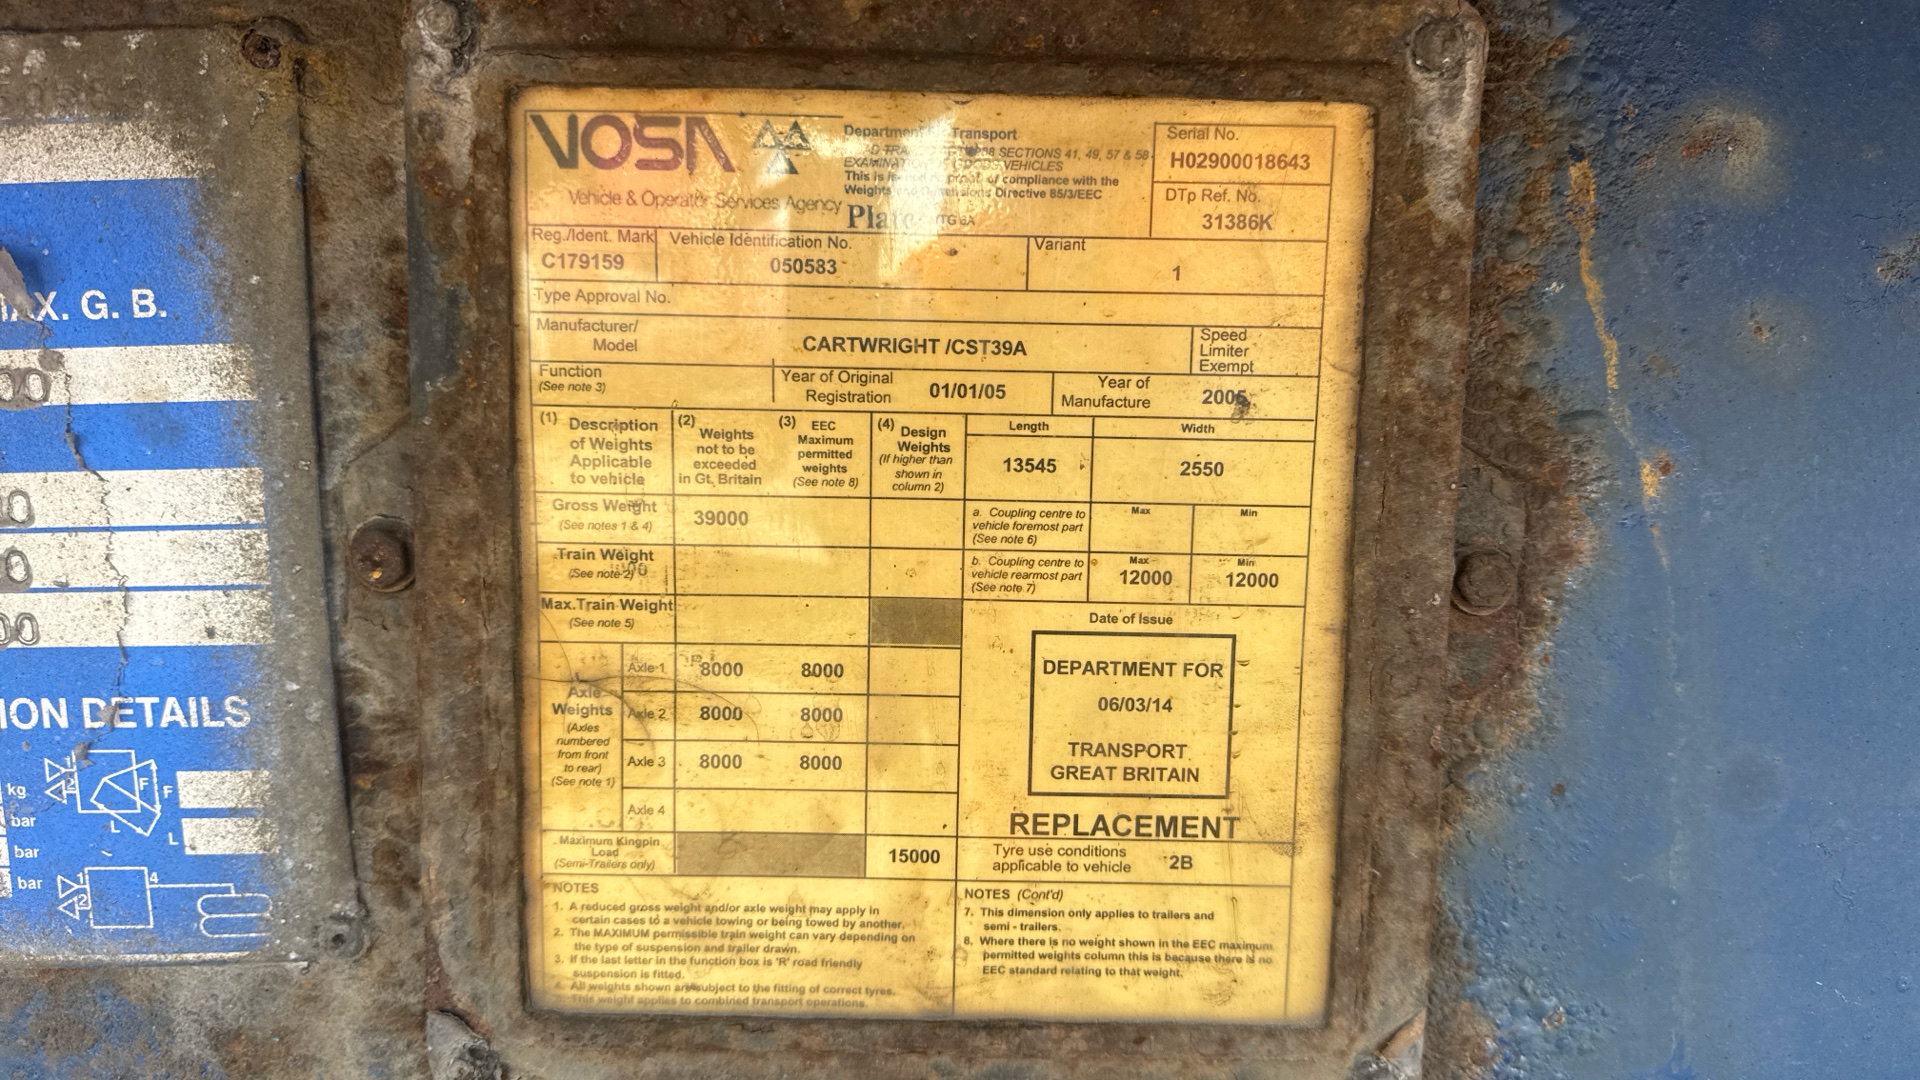 AX. G. B.
ION DETAILS
kg
bar
bar
bar
F
F
L
L
1
2
1
2
4
VOSA
Vehicle & Operator Services Agency
Department Transport
SECTIONS 41, 49, 57 & 58
EXAMINATION OF GOODS VEHICLES
This is proof of compliance with the
Weights and Dimensions Directive 85/3/EEC
Plate
Serial No.
H02900018643
DTp Ref. No.
31386K
Reg./Ident. Mark
C179159
Vehicle Identification No.
050583
Variant
1
Type Approval No.
Manufacturer/
Model
CARTWRIGHT /CST39A
Speed
Limiter
Exempt
Function
(See note 3)
Year of Original
Registration
01/01/05
Year of
Manufacture
2005
(1) Description
of Weights
Applicable
to vehicle
(2) Weights
not to be
exceeded
in Gt. Britain
(3) EEC
Maximum
permitted
weights
(See note 8)
(4) Design
Weights
(If higher than
shown in
column 2)
Length
13545
Width
2550
Gross Weight
(See notes 1 & 4)
39000
a. Coupling centre to
vehicle foremost part
(See note 6)
Max
Min
Train Weight
(See note 2)
b. Coupling centre to
vehicle rearmost part
(See note 7)
Max
12000
Min
12000
Max.Train Weight
(See note 5)
Axle
Weights
(Axles
numbered
from front
to rear)
(See note 1)
Axle 1 8000 8000
Axle 2 8000 8000
Axle 3 8000 8000
Axle 4
Maximum Kingpin
Load
(Semi-Trailers only)
15000
Date of Issue
DEPARTMENT FOR
06/03/14
TRANSPORT
GREAT BRITAIN
REPLACEMENT
Tyre use conditions
applicable to vehicle
2B
NOTES
1. A reduced gross weight and/or axle weight may apply in
certain cases to a vehicle towing or being towed by another.
2. The MAXIMUM permissible train weight can vary depending on
the type of suspension and trailer drawn.
3. If the last letter in the function box is 'R' road friendly
suspension is fitted.
4. All weights shown are subject to the fitting of correct tyres.
This weight applies to combined transport operations.
NOTES (Cont'd)
7. This dimension only applies to trailers and
semi - trailers.
8. Where there is no weight shown in the EEC maximum
permitted weights column this is because there is no
EEC standard relating to that weight.